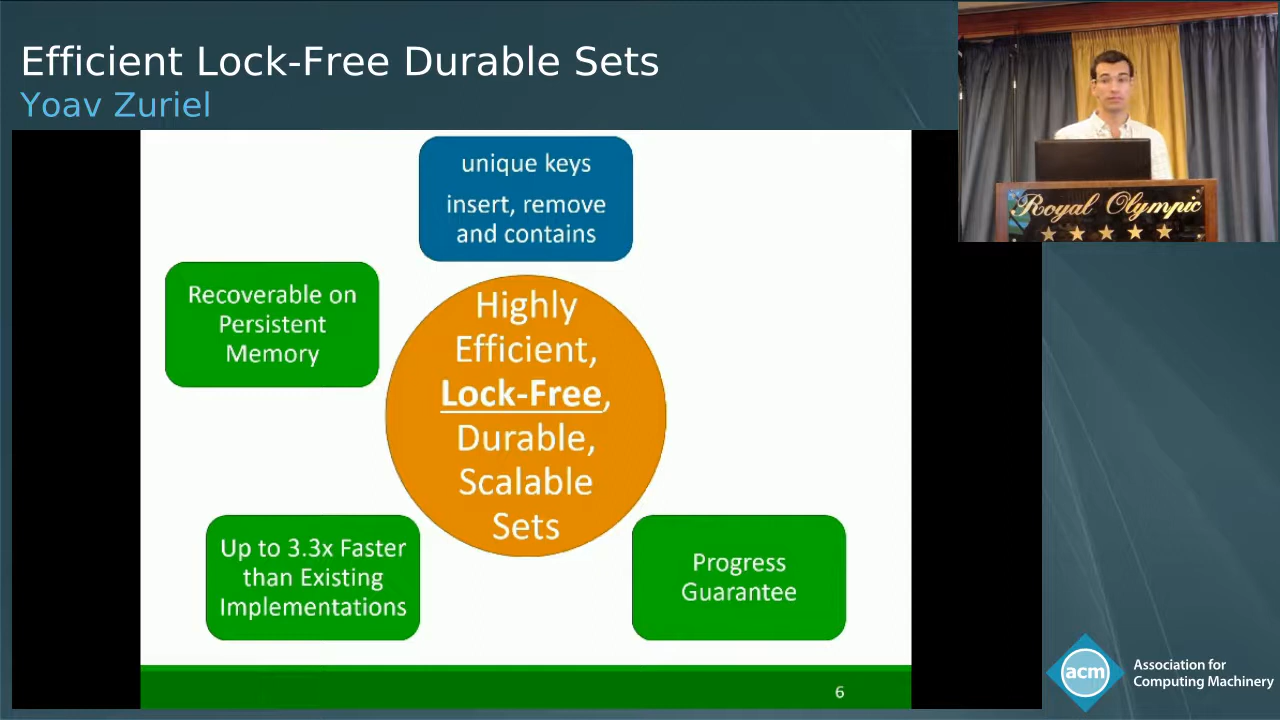 Efficient Lock-Free Durable Sets
Yoav Zuriel
unique keys
insert, remove
and contains
Recoverable on
Persistent
Memory
Highly
Efficient,
Lock-Free,
Durable,
Scalable
Sets
Up to 3.3x Faster
than Existing
Implementations
Progress
Guarantee
6
Royal Olympic
acm
Association for
Computing Machinery